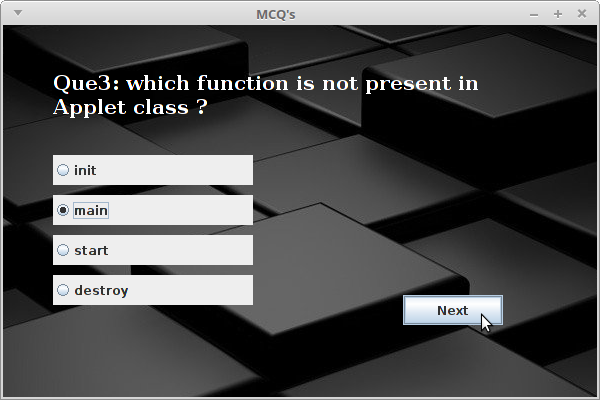 MCQ's
Que3: which function is not present in
Applet class ?
init
main
start
destroy
Next